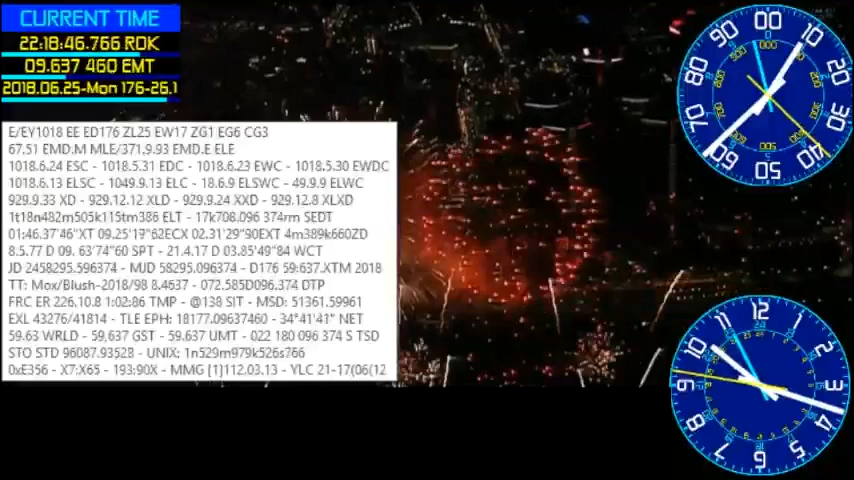 CURRENT TIME
22:18:46.766 RDK
09.637 460 EMT
2018.06.25-Mon 176-26.1
E/EY1018 EE ED176 ZL25 EW17 ZG1 EG6 CG3
67.51 EMD.M MLE/371.9.93 EMD.E ELE
1018.6.24 ESC - 1018.5.31 EDC - 1018.6.23 EWC - 1018.5.30 EWDC
1018.6.13 ELSC - 1049.9.13 ELC - 18.6.9 ELSWC - 49.9.9 ELWC
929.9.33 XD - 929.12.12 XLD - 929.9.24 XXD - 929.12.8 XLXD
1t18n482m505k115tm386 ELT - 17k708.096 374rm SEDT
01:46.37'46"XT 09.25'19"62ECX 02.31'29"90EXT 4m389k660ZD
8.5.77 D 09. 63'74"60 SPT - 21.4.17 D 03.85'49"84 WCT
JD 2458295.596374 - MJD 58295.096374 - D176 59:637.XTM 2018
TT: Mox/Blush-2018/98 8.4637 - 072.585D096.374 DTP
FRC ER 226.10.8 1:02:86 TMP - @138 SIT - MSD: 51361.59961
EXL 43276/41814 - TLE EPH: 18177.09637460 - 34°41'41" NET
59.63 WRLD - 59,637 GST - 59.637 UMT - 022 180 096 374 S TSD
STO STD 96087.93528 - UNIX: 1n529m979k526s766
0xE356 - X7:X65 - 193:90X - MMG [1]112.03.13 - YLC 21-17(06(12
00
10
20
30
40
50
60
70
80
90
12
1
2
3
4
5
6
7
8
9
10
11